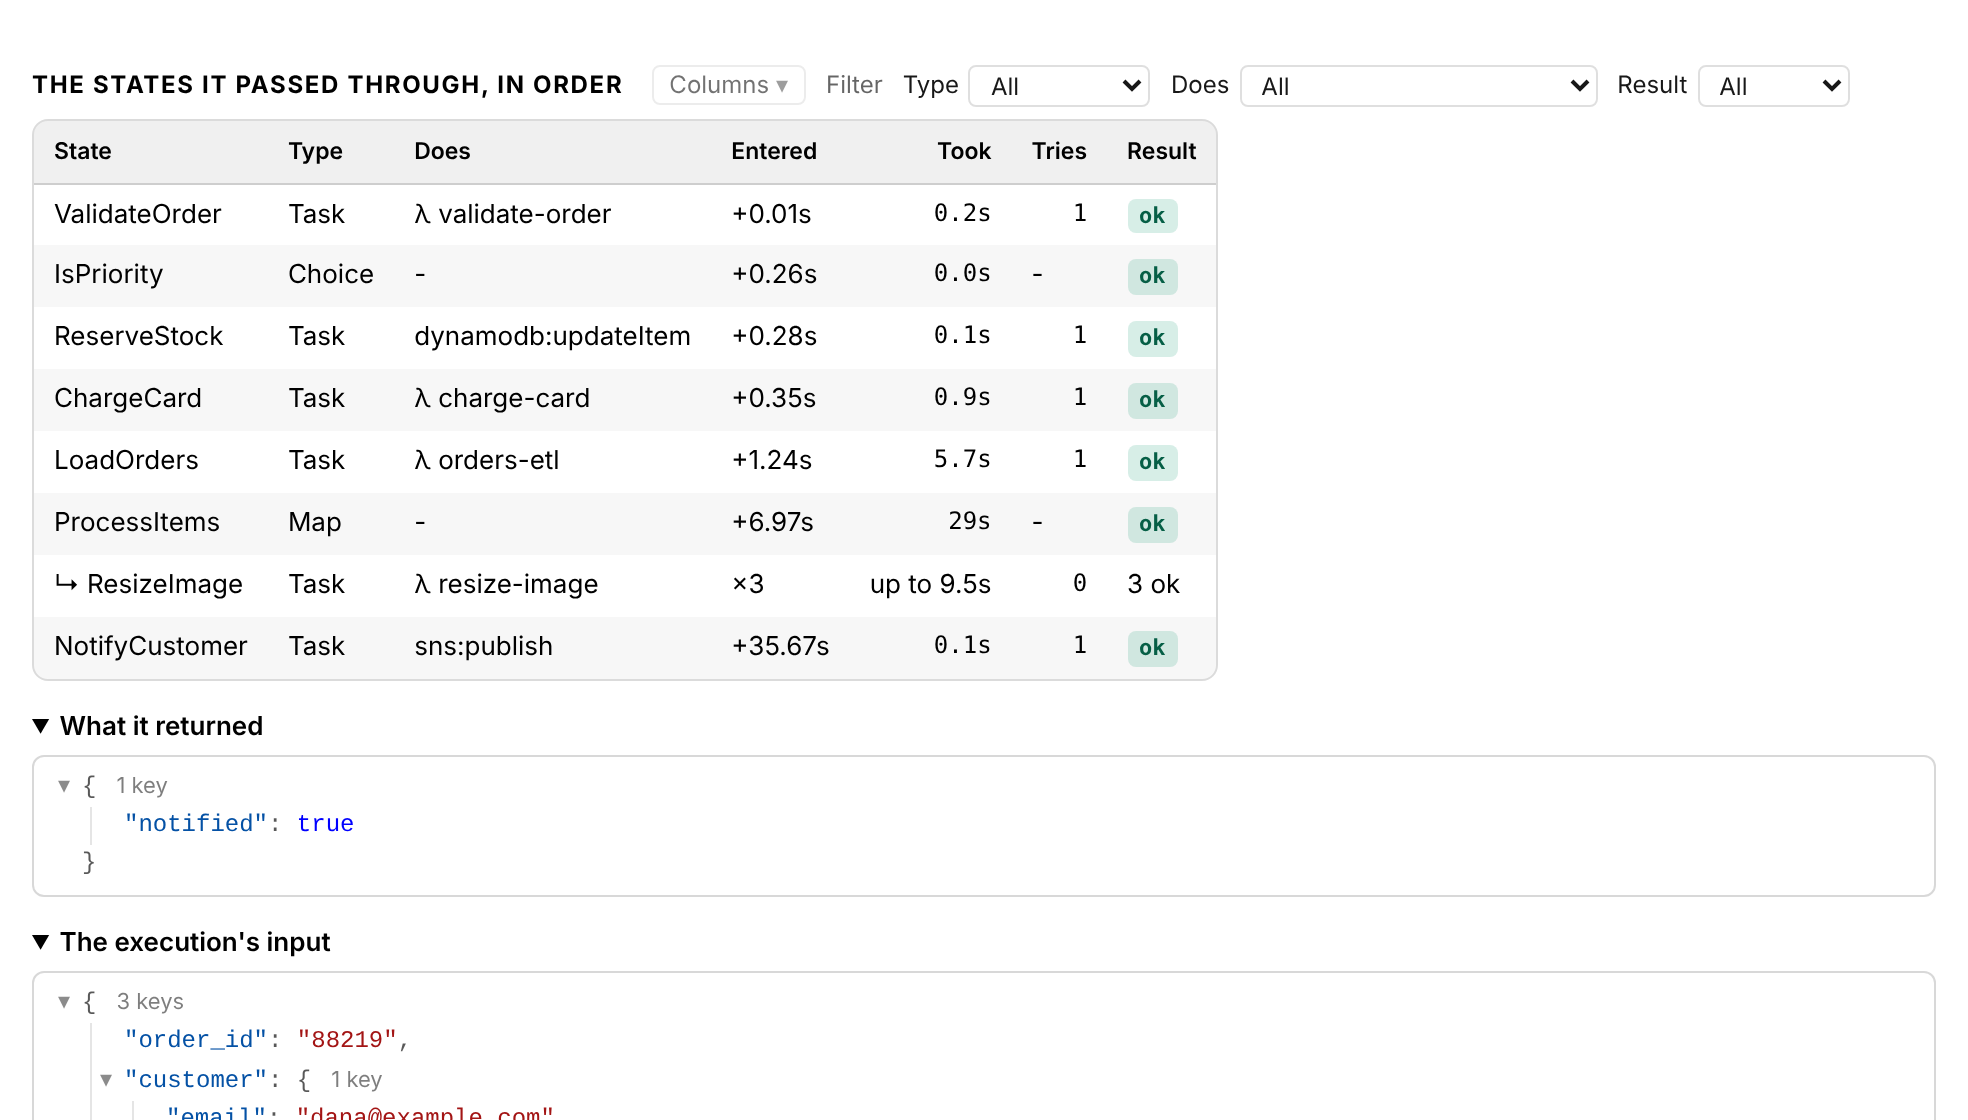 THE STATES IT PASSED THROUGH, IN ORDER Columns ▾ Filter Type All Does All Result All
State Type Does Entered Took Tries Result
ValidateOrder Task λ validate-order +0.01s 0.2s 1 ok
IsPriority Choice - +0.26s 0.0s - ok
ReserveStock Task dynamodb:updateItem +0.28s 0.1s 1 ok
ChargeCard Task λ charge-card +0.35s 0.9s 1 ok
LoadOrders Task λ orders-etl +1.24s 5.7s 1 ok
ProcessItems Map - +6.97s 29s - ok
↳ ResizeImage Task λ resize-image ×3 up to 9.5s 0 3 ok
NotifyCustomer Task sns:publish +35.67s 0.1s 1 ok
▼ What it returned
▼ { 1 key
"notified": true
}
▼ The execution's input
▼ { 3 keys
"order_id": "88219",
▼ "customer": { 1 key
"email": "dana@example.com"